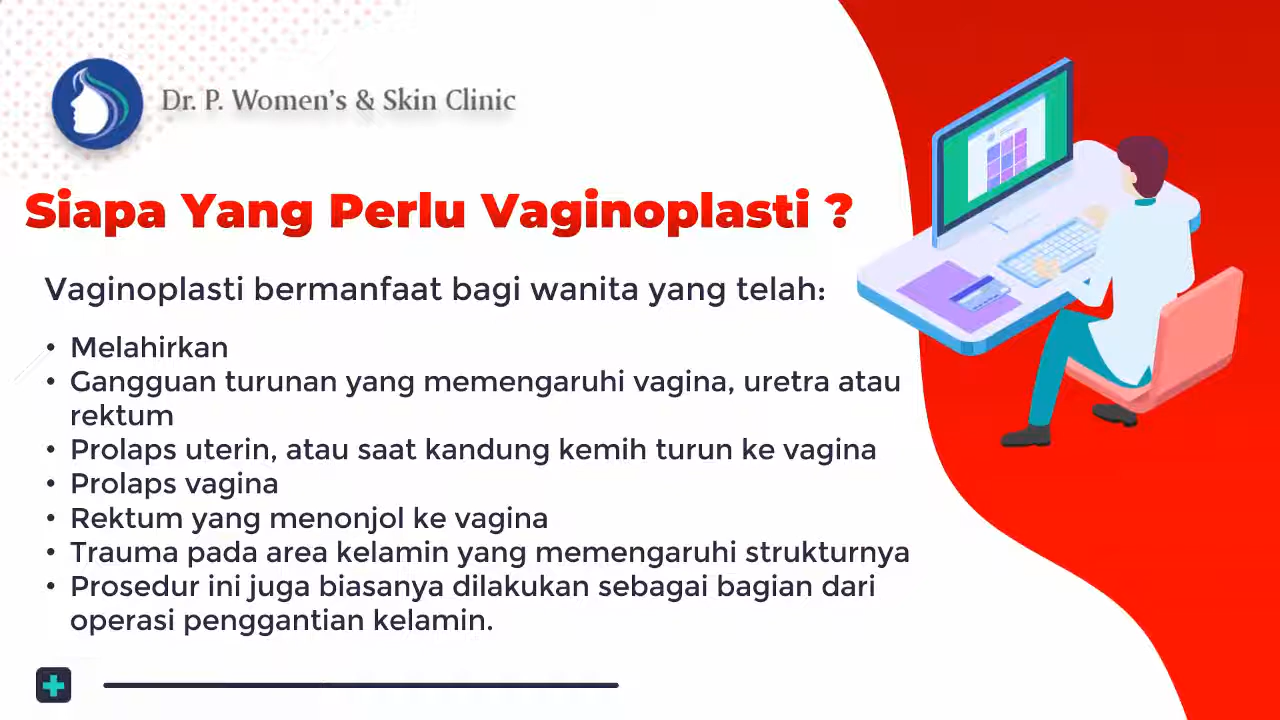 Dr. P. Women's & Skin Clinic
Siapa Yang Perlu Vaginoplasti ?
Vaginoplasti bermanfaat bagi wanita yang telah:
• Melahirkan
• Gangguan turunan yang memengaruhi vagina, uretra atau
rektum
• Prolaps uterin, atau saat kandung kemih turun ke vagina
• Prolaps vagina
• Rektum yang menonjol ke vagina
• Trauma pada area kelamin yang memengaruhi strukturnya
• Prosedur ini juga biasanya dilakukan sebagai bagian dari
operasi penggantian kelamin.